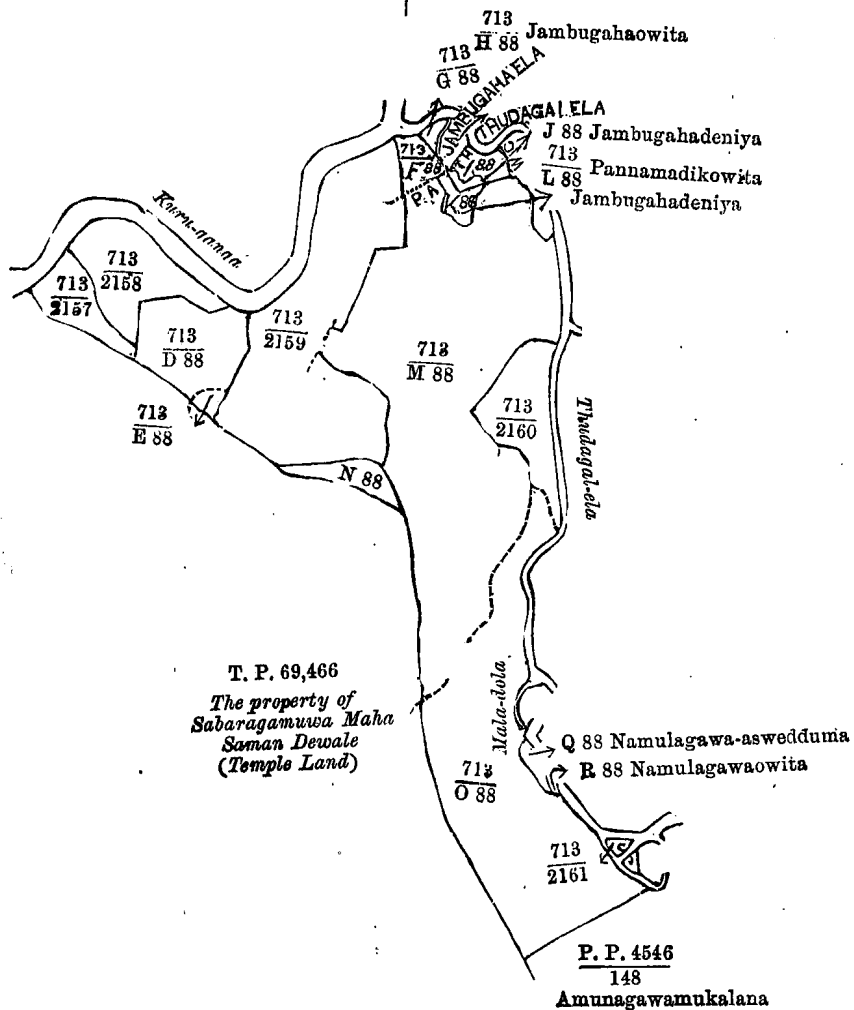 713
H 88 Jambugahaowita
713
G 88
JAMBUGAHAELA
THUDAGALELA
J 88 Jambugahadeniya
713
L 88 Pannamadikowita
Jambugahadeniya
713
F 88
PATH
88
K 88
Kuru-ganga
713
2158
713
2157
713
D 88
713
2159
713
M 88
713
E 88
713
2160
N 88
Thudagal-ela
T. P. 69,466
The property of
Sabaragamuwa Maha
Saman Dewale
(Temple Land)
Mala-dola
Q 88 Namulagawa-aswedduma
R 88 Namulagawaowita
713
O 88
713
2161
S
P. P. 4546
148
Amunagawamukalana